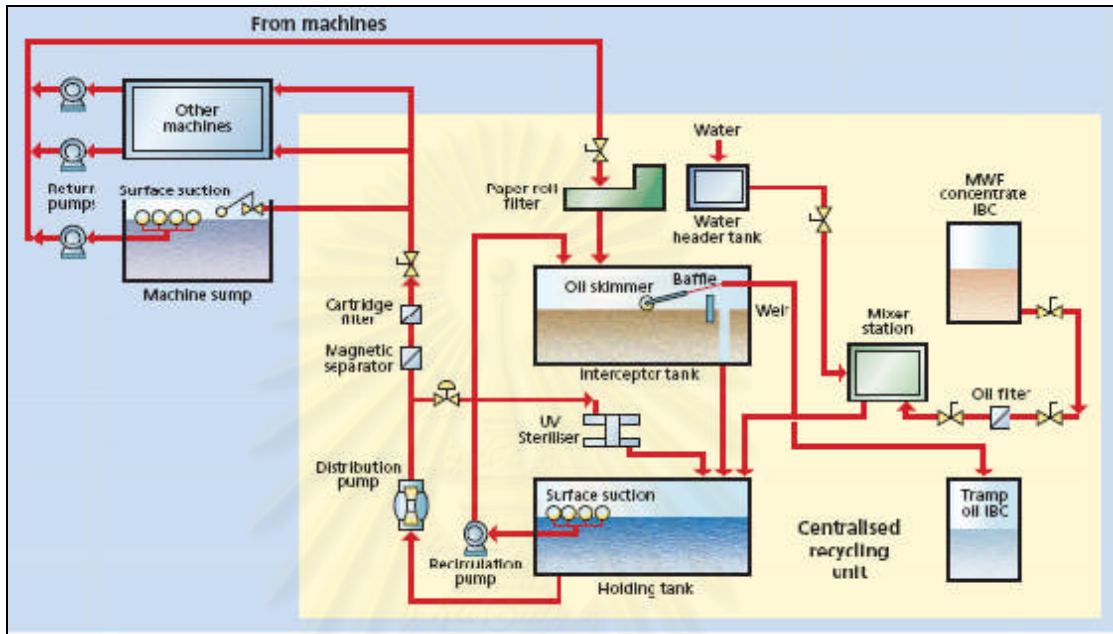 From machines
Other
machines
Return
pumps
Surface suction
Machine sump
Cartridge
filter
Magnetic
separator
Distribution
pump
Water
Paper roll
filter
Water
header tank
MWF
concentrate
IBC
Oil skimmer
Baffle
Weir
Interceptor tank
Mixer
station
Oil filter
UV
Steriliser
Surface suction
Recirculation
pump
Holding tank
Centralised
recycling
unit
Tramp
oil IBC